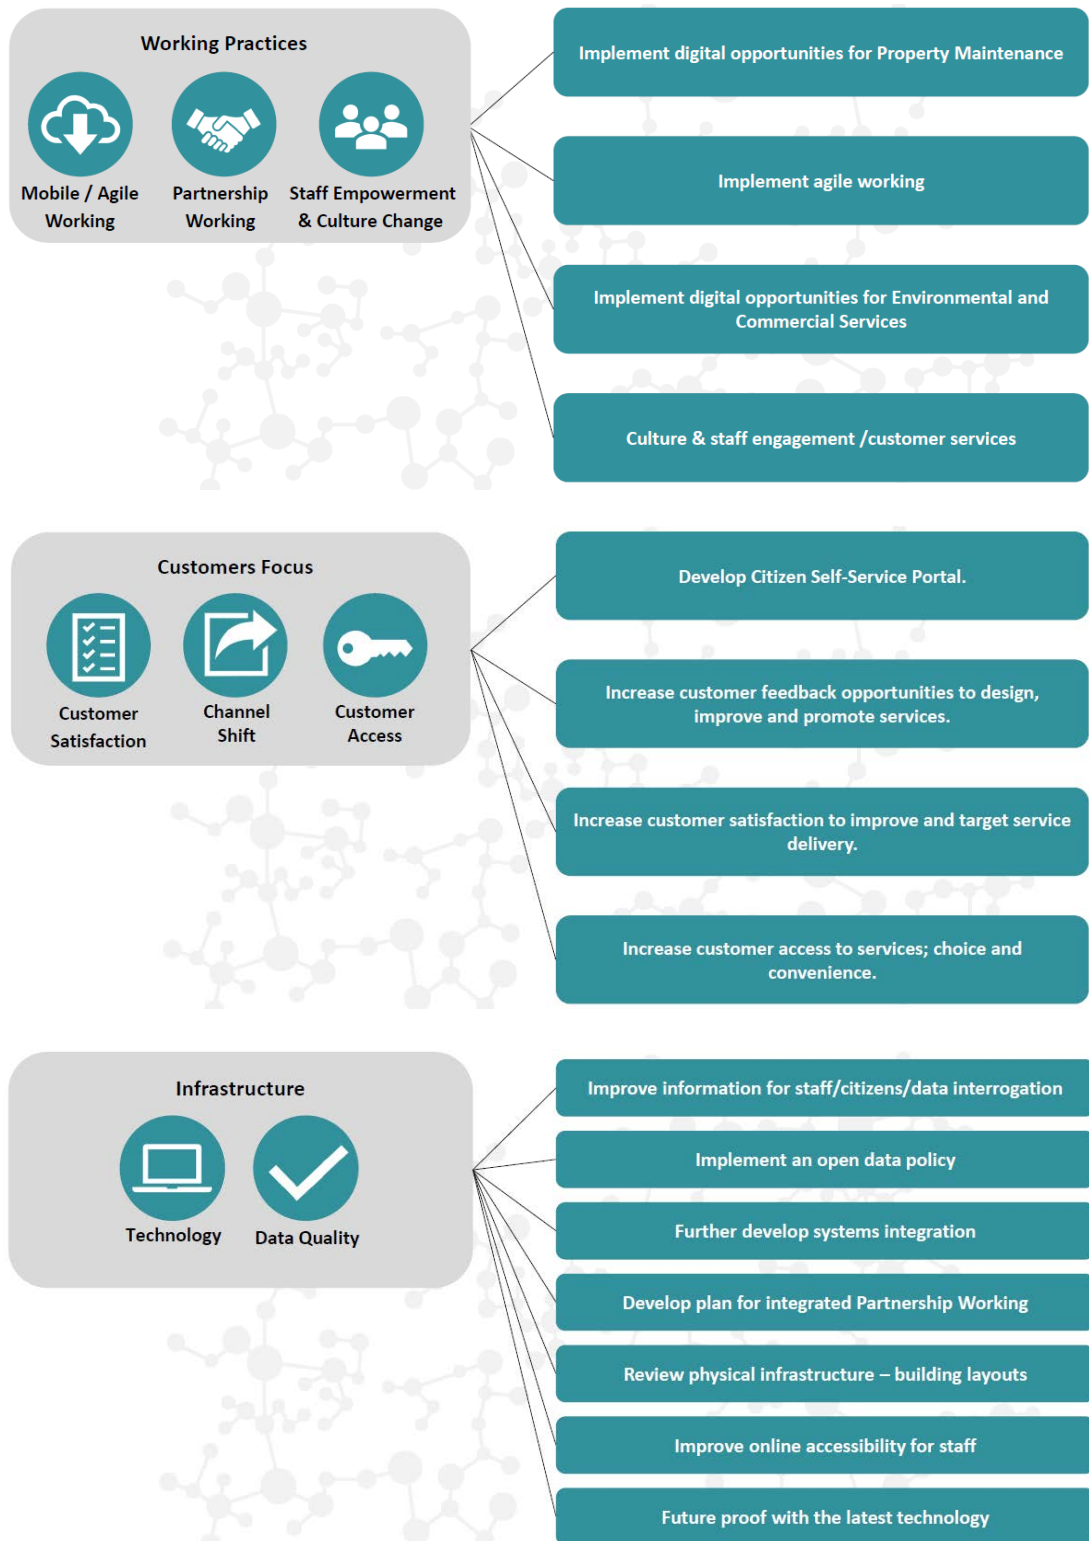 Working Practices
Mobile / Agile
Working
Partnership
Working
Staff Empowerment
& Culture Change
Implement digital opportunities for Property Maintenance
Implement agile working
Implement digital opportunities for Environmental and
Commercial Services
Culture & staff engagement /customer services
Customers Focus
Customer
Satisfaction
Channel
Shift
Customer
Access
Develop Citizen Self-Service Portal.
Increase customer feedback opportunities to design,
improve and promote services.
Increase customer satisfaction to improve and target service
delivery.
Increase customer access to services; choice and
convenience.
Infrastructure
Technology
Data Quality
Improve information for staff/citizens/data interrogation
Implement an open data policy
Further develop systems integration
Develop plan for integrated Partnership Working
Review physical infrastructure – building layouts
Improve online accessibility for staff
Future proof with the latest technology